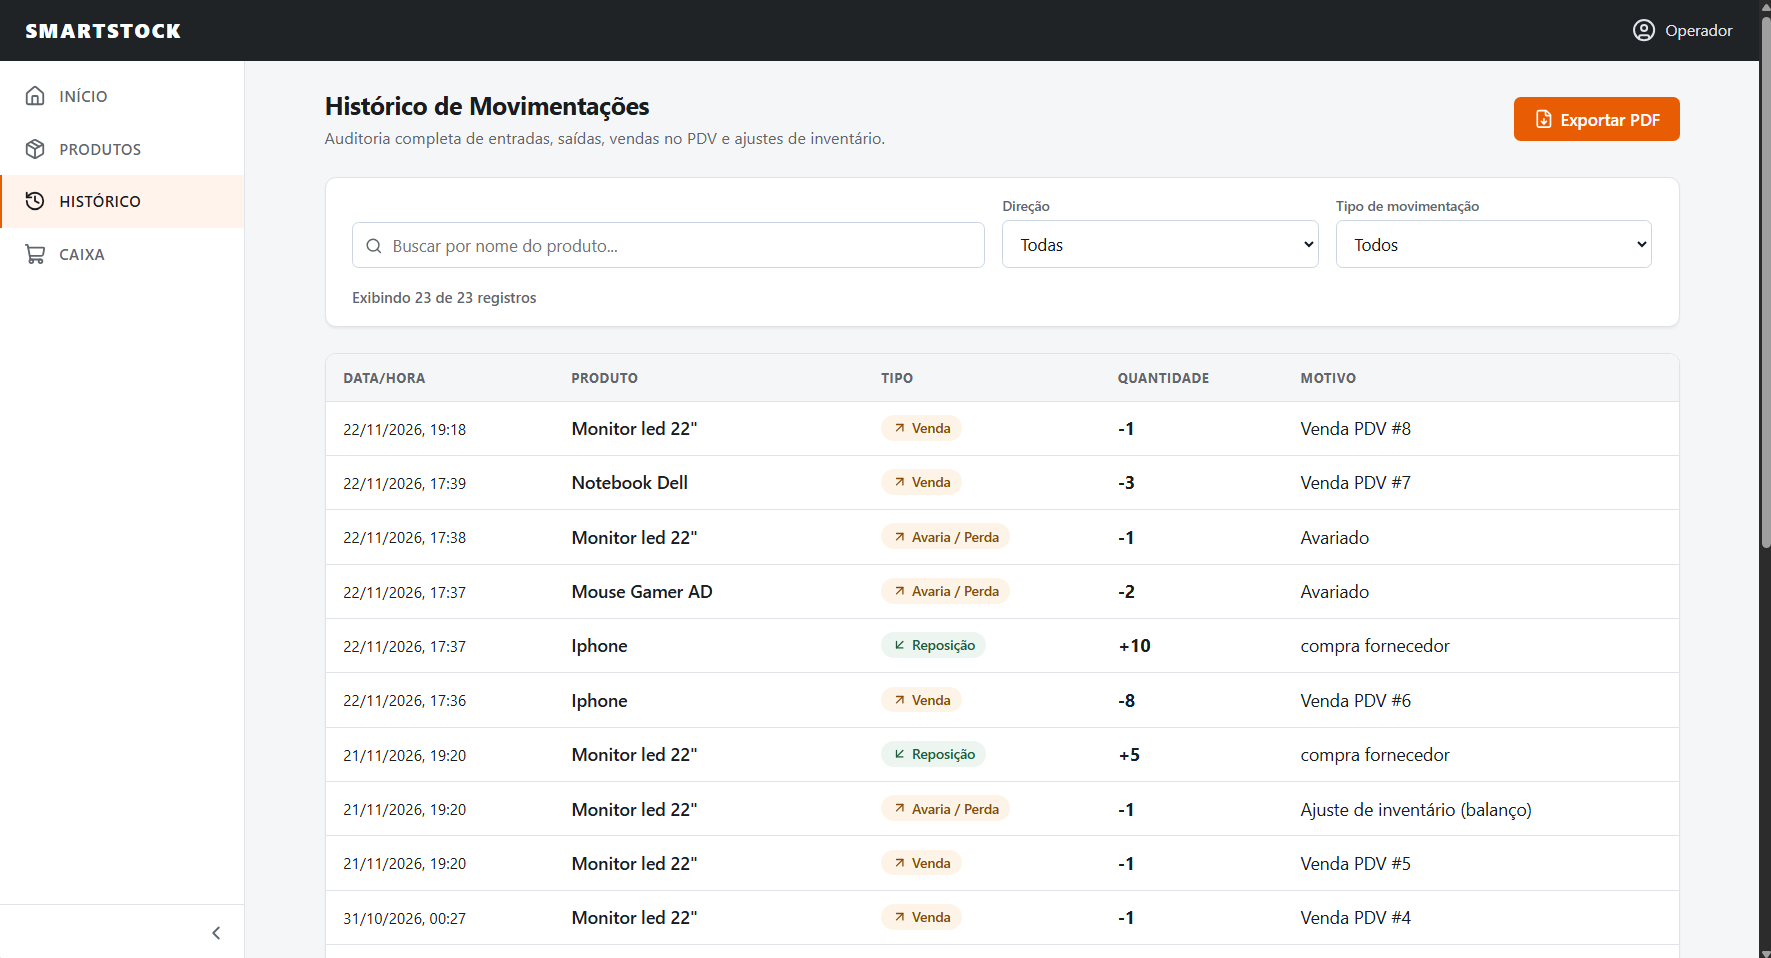 SMARTSTOCK
Operador
INÍCIO
PRODUTOS
HISTÓRICO
CAIXA
Histórico de Movimentações
Auditoria completa de entradas, saídas, vendas no PDV e ajustes de inventário.
Exportar PDF
Direção
Tipo de movimentação
Buscar por nome do produto...
Todas
Todos
Exibindo 23 de 23 registros
DATA/HORA PRODUTO TIPO QUANTIDADE MOTIVO
22/11/2026, 19:18 Monitor led 22" Venda -1 Venda PDV #8
22/11/2026, 17:39 Notebook Dell Venda -3 Venda PDV #7
22/11/2026, 17:38 Monitor led 22" Avaria / Perda -1 Avariado
22/11/2026, 17:37 Mouse Gamer AD Avaria / Perda -2 Avariado
22/11/2026, 17:37 Iphone Reposição +10 compra fornecedor
22/11/2026, 17:36 Iphone Venda -8 Venda PDV #6
21/11/2026, 19:20 Monitor led 22" Reposição +5 compra fornecedor
21/11/2026, 19:20 Monitor led 22" Avaria / Perda -1 Ajuste de inventário (balanço)
21/11/2026, 19:20 Monitor led 22" Venda -1 Venda PDV #5
31/10/2026, 00:27 Monitor led 22" Venda -1 Venda PDV #4